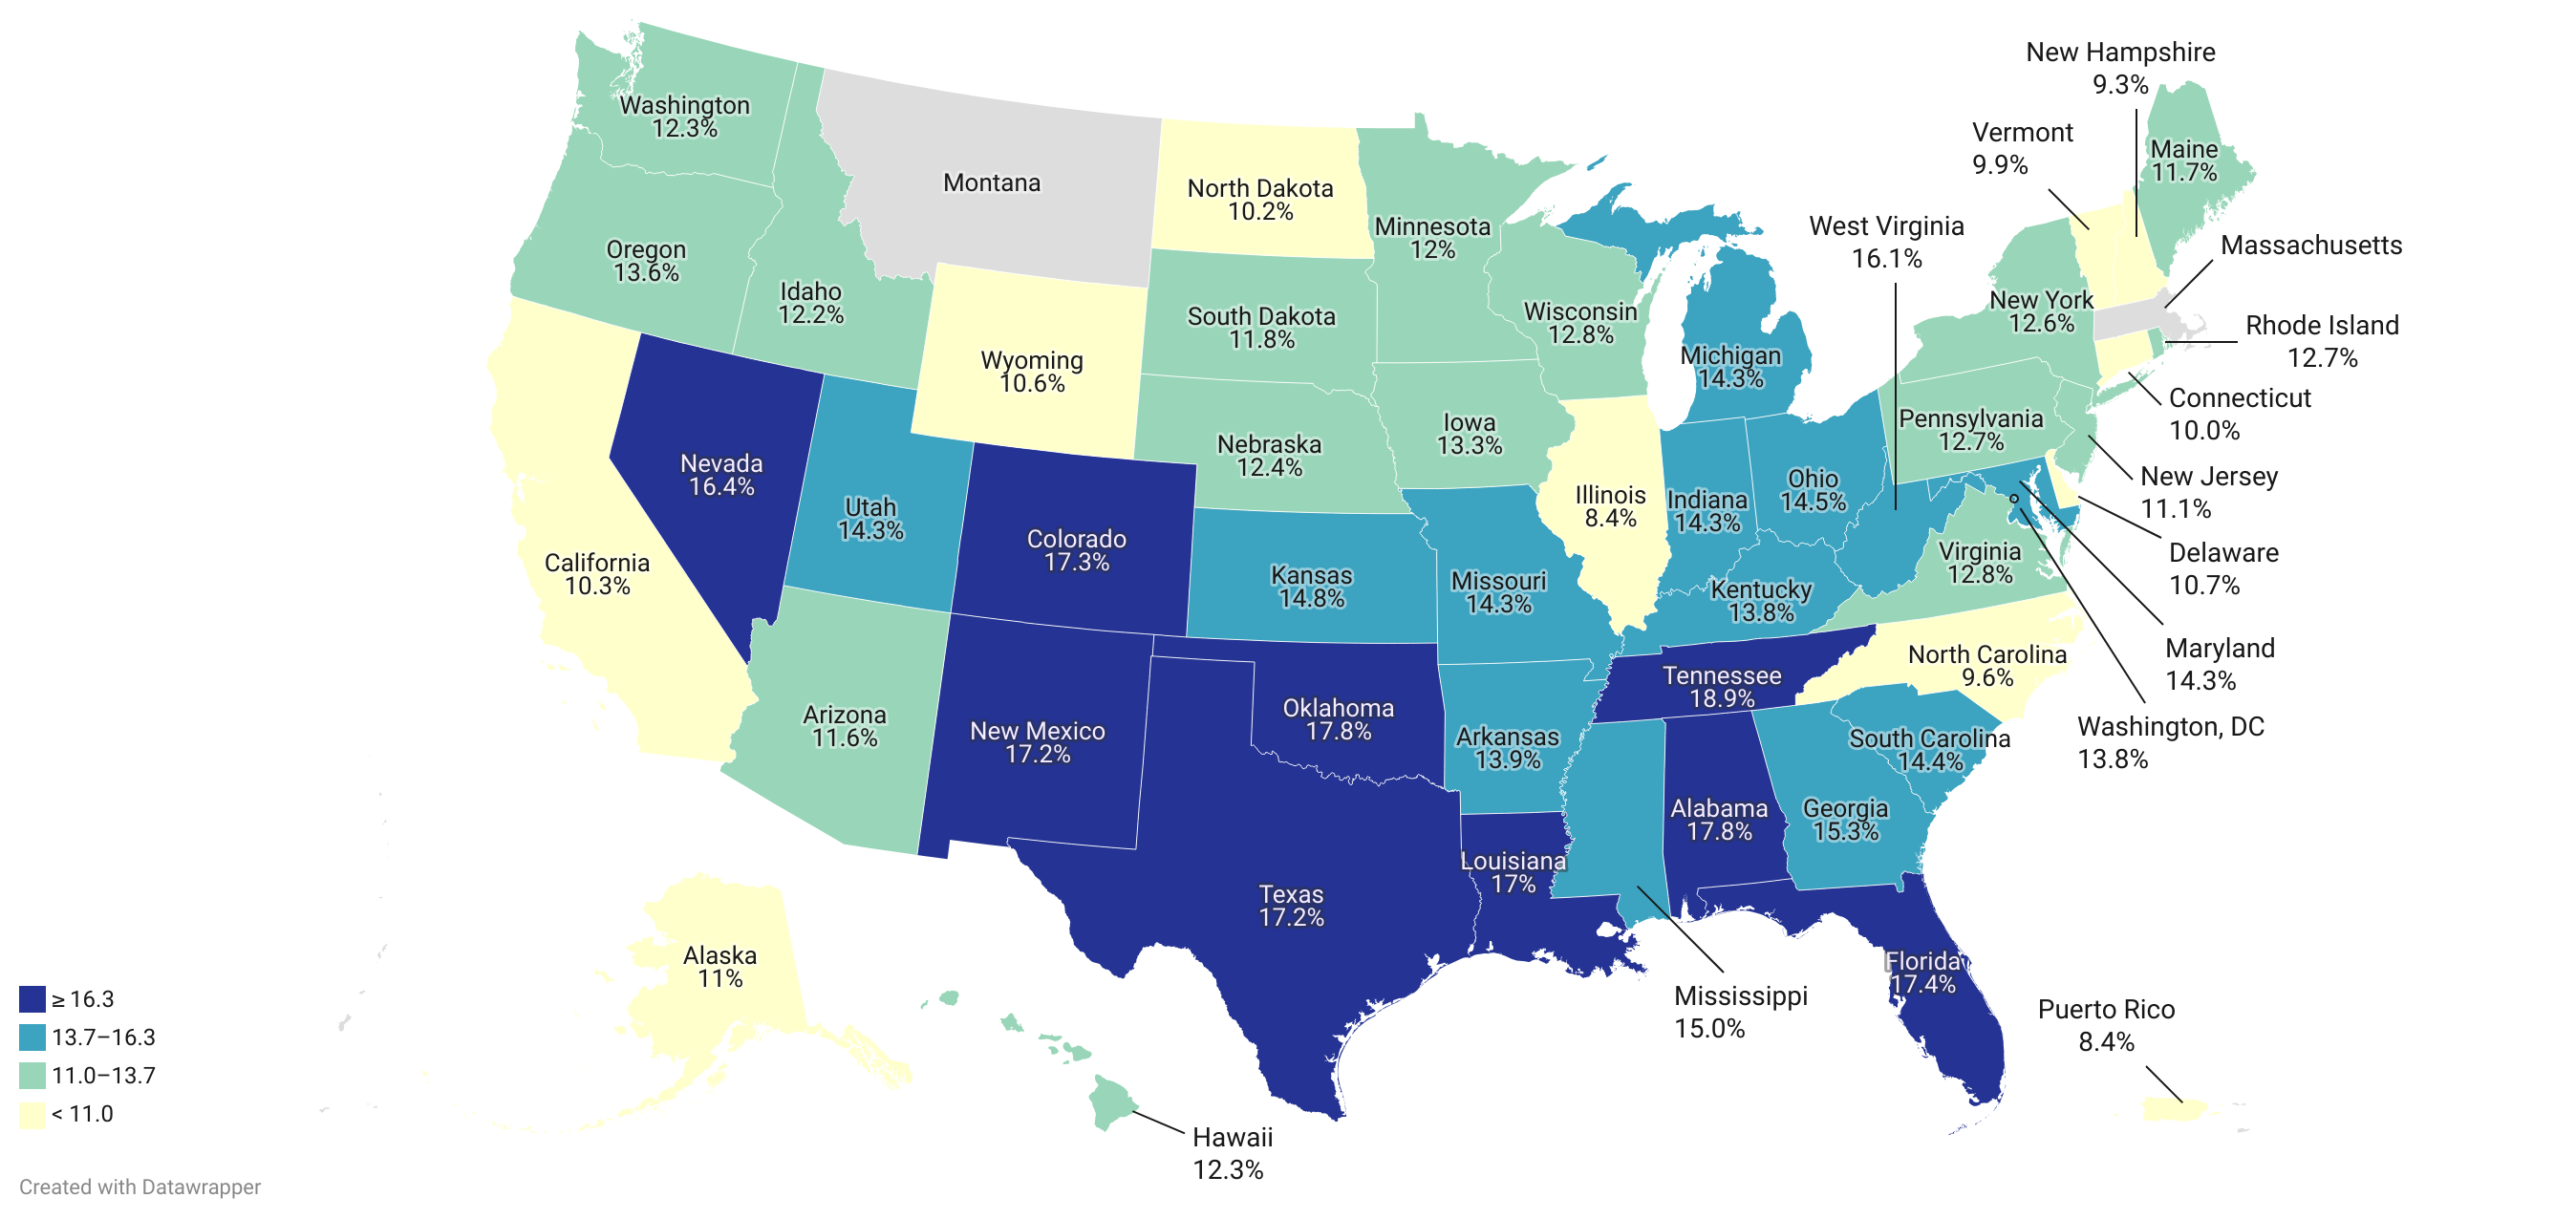 New Hampshire
9.3%
Washington
12.3%
Vermont
9.9%
Maine
11.7%
Montana
North Dakota
10.2%
Minnesota
12%
West Virginia
16.1%
Massachusetts
Oregon
13.6%
Idaho
12.2%
South Dakota
11.8%
Wisconsin
12.8%
New York
12.6%
Rhode Island
12.7%
Wyoming
10.6%
Michigan
14.3%
Connecticut
10.0%
Nebraska
12.4%
Iowa
13.3%
Pennsylvania
12.7%
Nevada
16.4%
New Jersey
11.1%
Utah
14.3%
Illinois
8.4%
Indiana
14.3%
Ohio
14.5%
Colorado
17.3%
California
10.3%
Kansas
14.8%
Missouri
14.3%
Kentucky
13.8%
Virginia
12.8%
Delaware
10.7%
Maryland
14.3%
North Carolina
9.6%
Tennessee
18.9%
Arizona
11.6%
New Mexico
17.2%
Oklahoma
17.8%
Arkansas
13.9%
South Carolina
14.4%
Washington, DC
13.8%
Alabama
17.8%
Georgia
15.3%
Louisiana
17%
Texas
17.2%
Alaska
11%
Florida
17.4%
Mississippi
15.0%
Puerto Rico
8.4%
Hawaii
12.3%
≥ 16.3
13.7–16.3
11.0–13.7
< 11.0
Created with Datawrapper